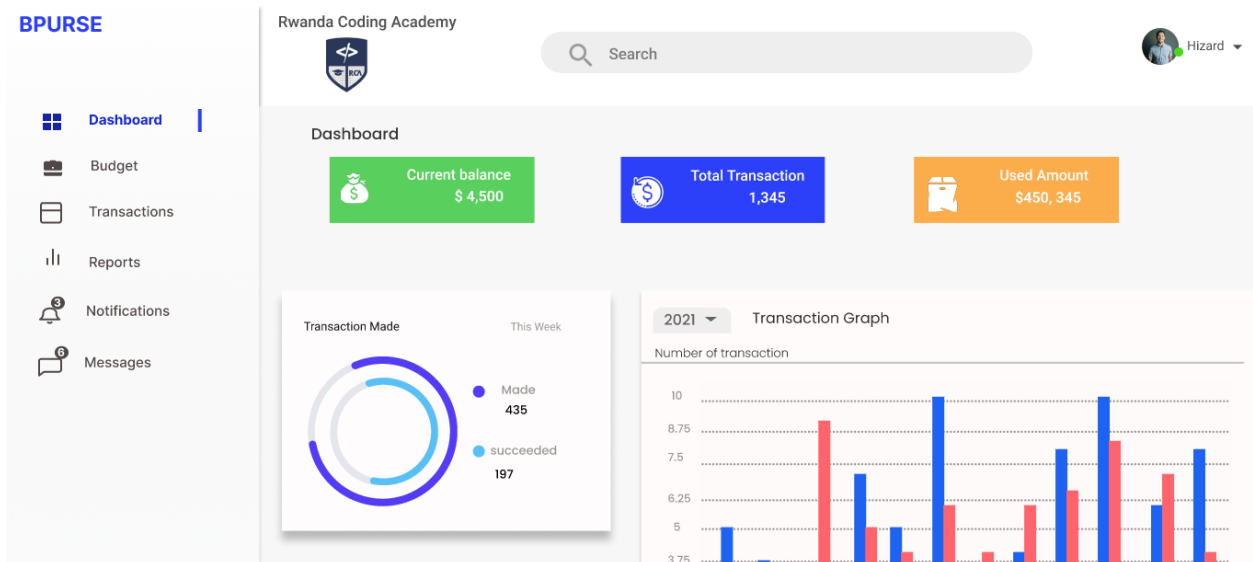 BPURSE
Rwanda Coding Academy
</>
RCA
Search
Hizard
Dashboard
Budget
Transactions
Reports
3
Notifications
6
Messages
Dashboard
Current balance
$ 4,500
Total Transaction
1,345
Used Amount
$450, 345
Transaction Made
This Week
Made
435
succeeded
197
2021
Transaction Graph
Number of transaction
10
8.75
7.5
6.25
5
3.75